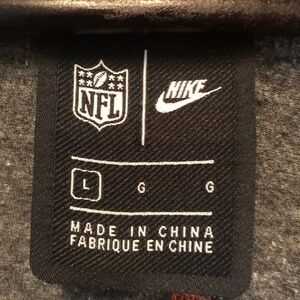 NFL
NIKE
L G G
MADE IN CHINA
FABRIQUE EN CHINE